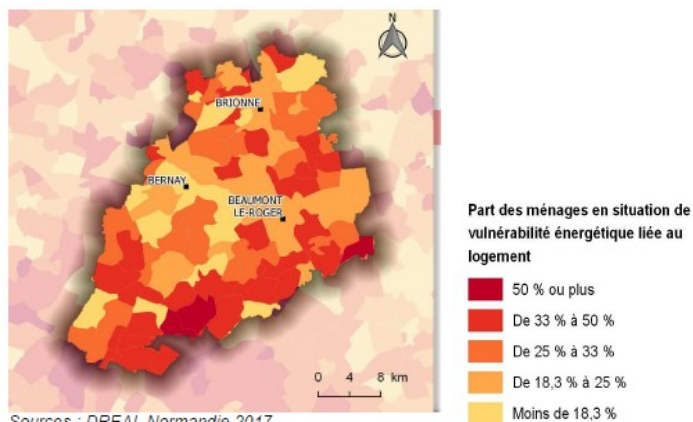 N
BRIONNE
BERNAY
BEAUMONT
LE-ROGER
0 4 8 km
Sources : DREAL Normandie 2017
Part des ménages en situation de
vulnérabilité énergétique liée au
logement
50 % ou plus
De 33 % à 50 %
De 25 % à 33 %
De 18,3 % à 25 %
Moins de 18,3 %